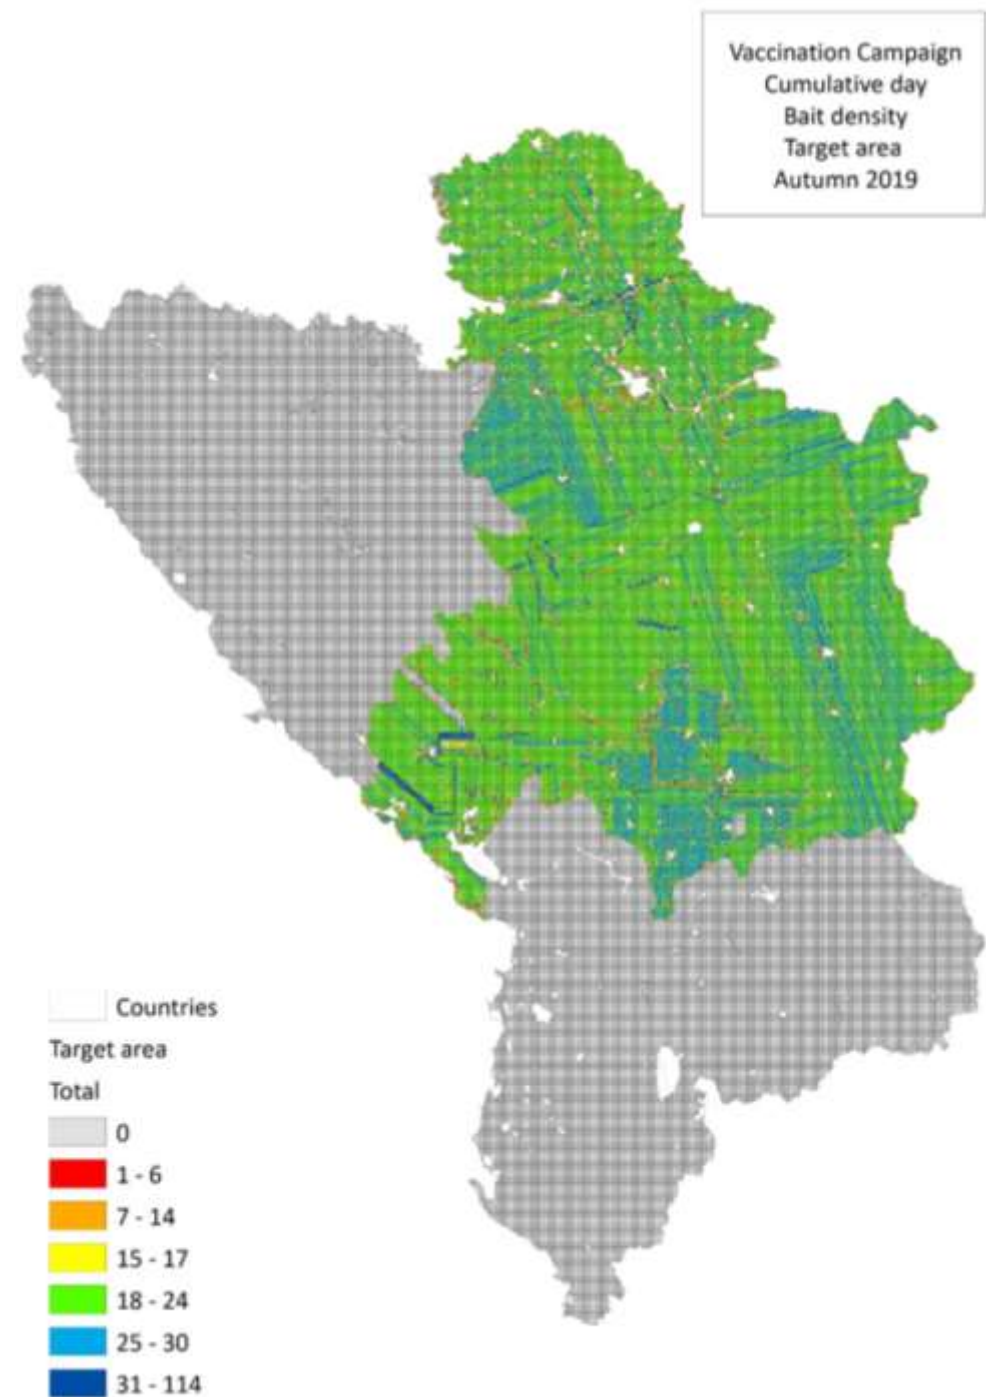 Vaccination Campaign
Cumulative day
Bait density
Target area
Autumn 2019
Countries
Target area
Total
0
1 - 6
7 - 14
15 - 17
18 - 24
25 - 30
31 - 114